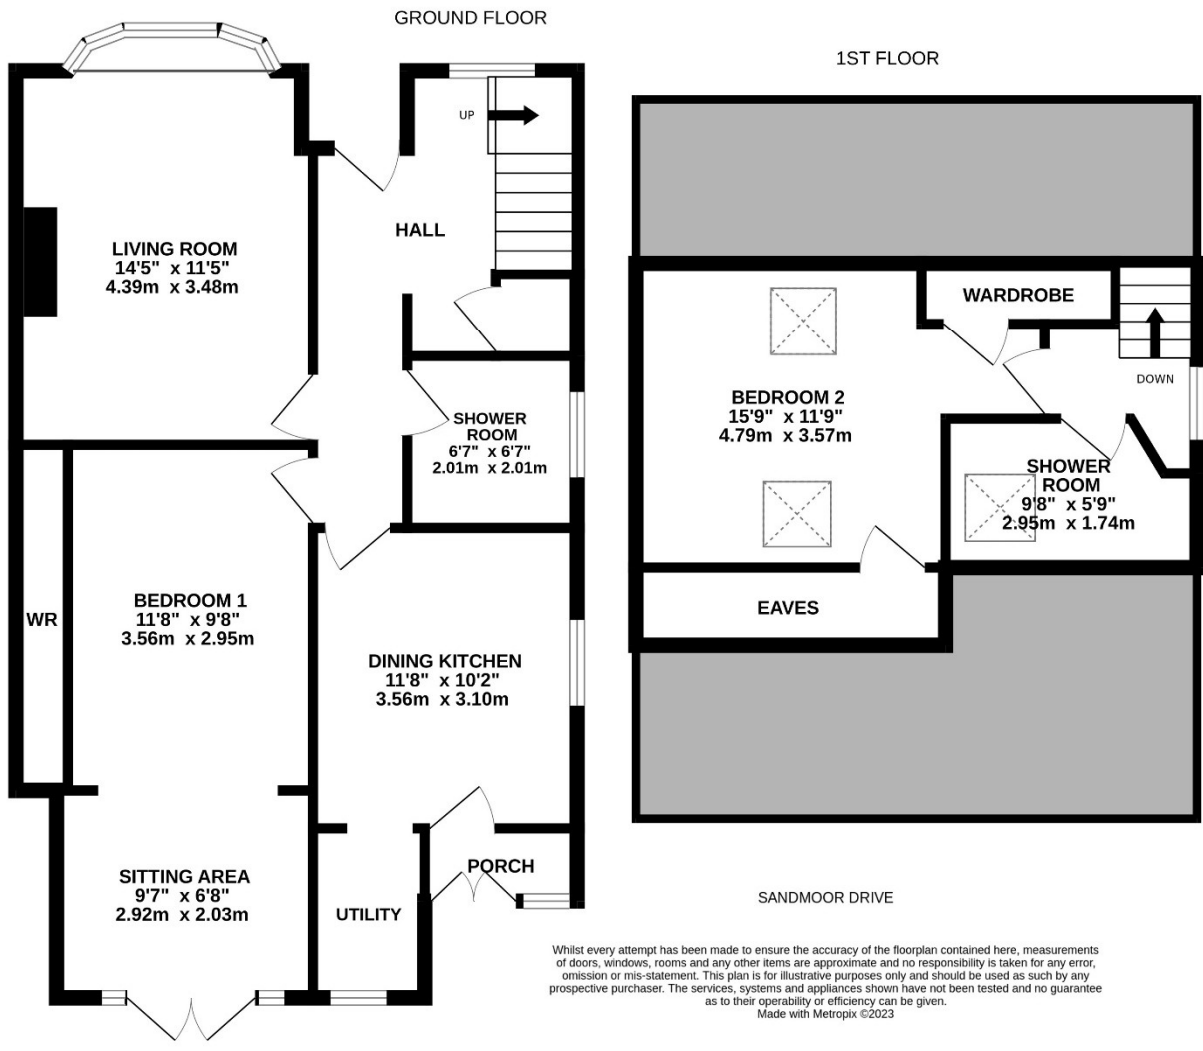 GROUND FLOOR
UP
HALL
LIVING ROOM
14'5" x 11'5"
4.39m x 3.48m
SHOWER
ROOM
6'7" x 6'7"
2.01m x 2.01m
WR
BEDROOM 1
11'8" x 9'8"
3.56m x 2.95m
DINING KITCHEN
11'8" x 10'2"
3.56m x 3.10m
SITTING AREA
9'7" x 6'8"
2.92m x 2.03m
PORCH
UTILITY
1ST FLOOR
WARDROBE
DOWN
BEDROOM 2
15'9" x 11'9"
4.79m x 3.57m
SHOWER
ROOM
9'8" x 5'9"
2.95m x 1.74m
EAVES
SANDMOOR DRIVE
Whilst every attempt has been made to ensure the accuracy of the floorplan contained here, measurements
of doors, windows, rooms and any other items are approximate and no responsibility is taken for any error,
omission or mis-statement. This plan is for illustrative purposes only and should be used as such by any
prospective purchaser. The services, systems and appliances shown have not been tested and no guarantee
as to their operability or efficiency can be given.
Made with Metropix ©2023